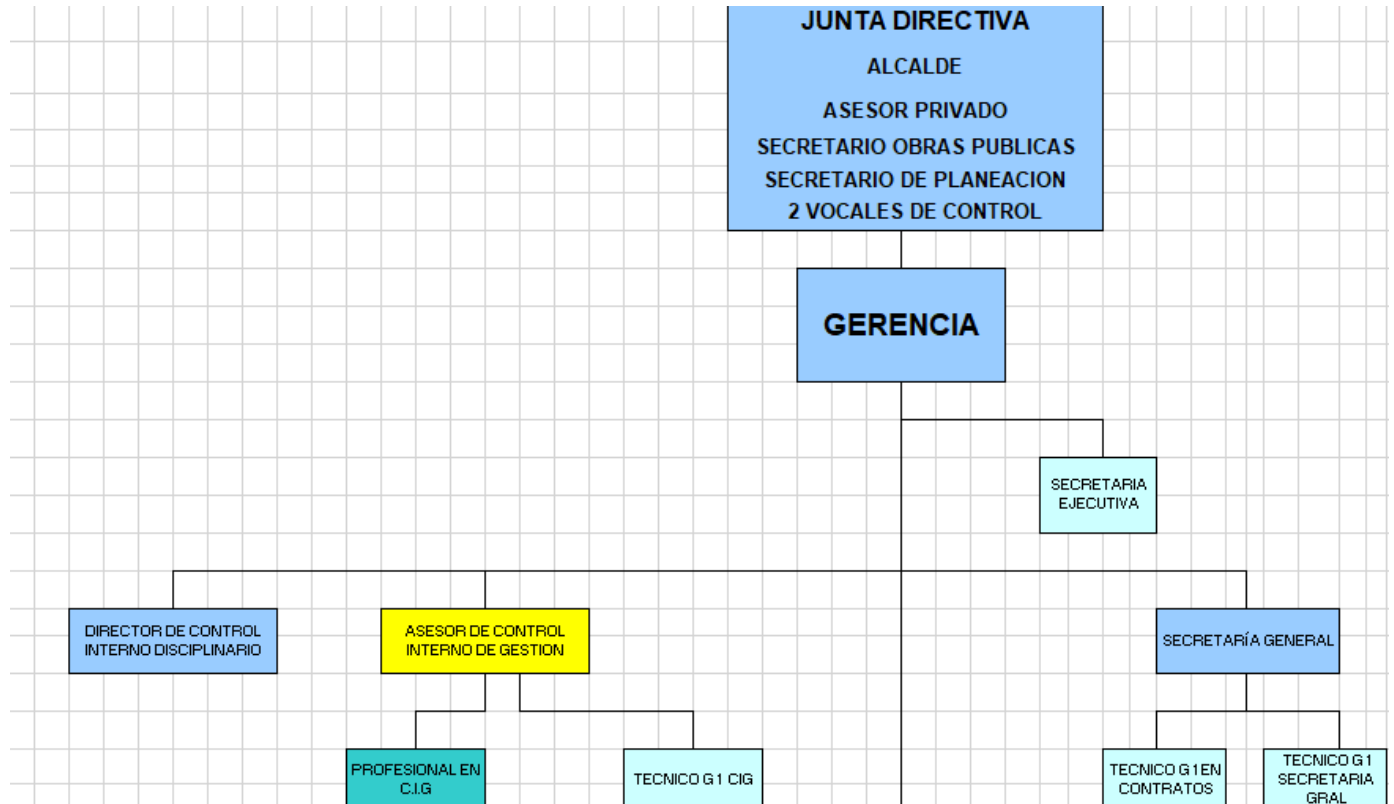 JUNTA DIRECTIVA
ALCALDE
ASESOR PRIVADO
SECRETARIO OBRAS PUBLICAS
SECRETARIO DE PLANEACION
2 VOCALES DE CONTROL
GERENCIA
SECRETARIA
EJECUTIVA
DIRECTOR DE CONTROL
INTERNO DISCIPLINARIO
ASESOR DE CONTROL
INTERNO DE GESTION
SECRETARÍA GENERAL
PROFESIONAL EN
C.I.G
TECNICO G1 CIG
TECNICO G1 EN
CONTRATOS
TECNICO G1
SECRETARIA
GRAL